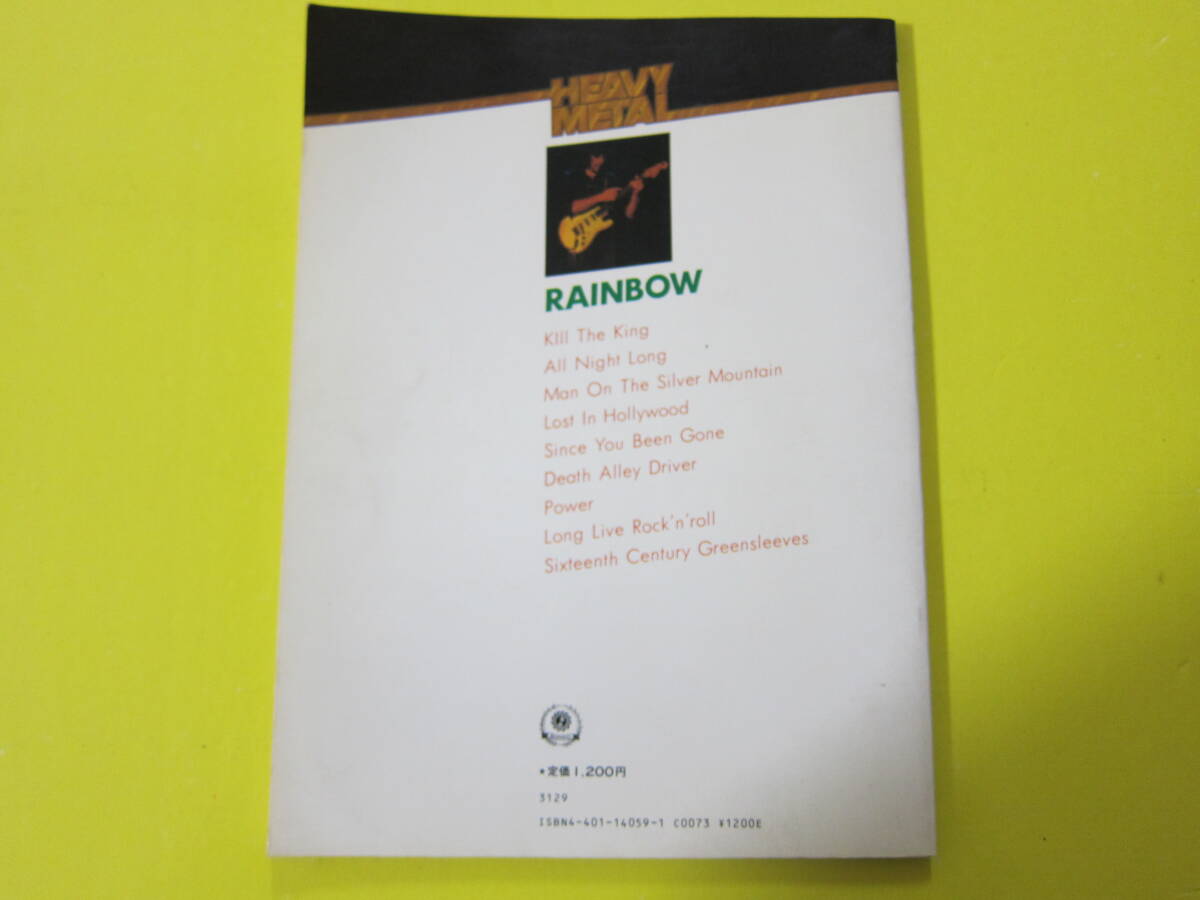 HEAVY
METAL
RAINBOW
KIll The King
All Night Long
Man On The Silver Mountain
Lost In Hollywood
Since You Been Gone
Death Alley Driver
Power
Long Live Rock'n'roll
Sixteenth Century Greensleeves
★定価1,200円
3129
ISBN4-401-14059-1 C0073 ¥1200E